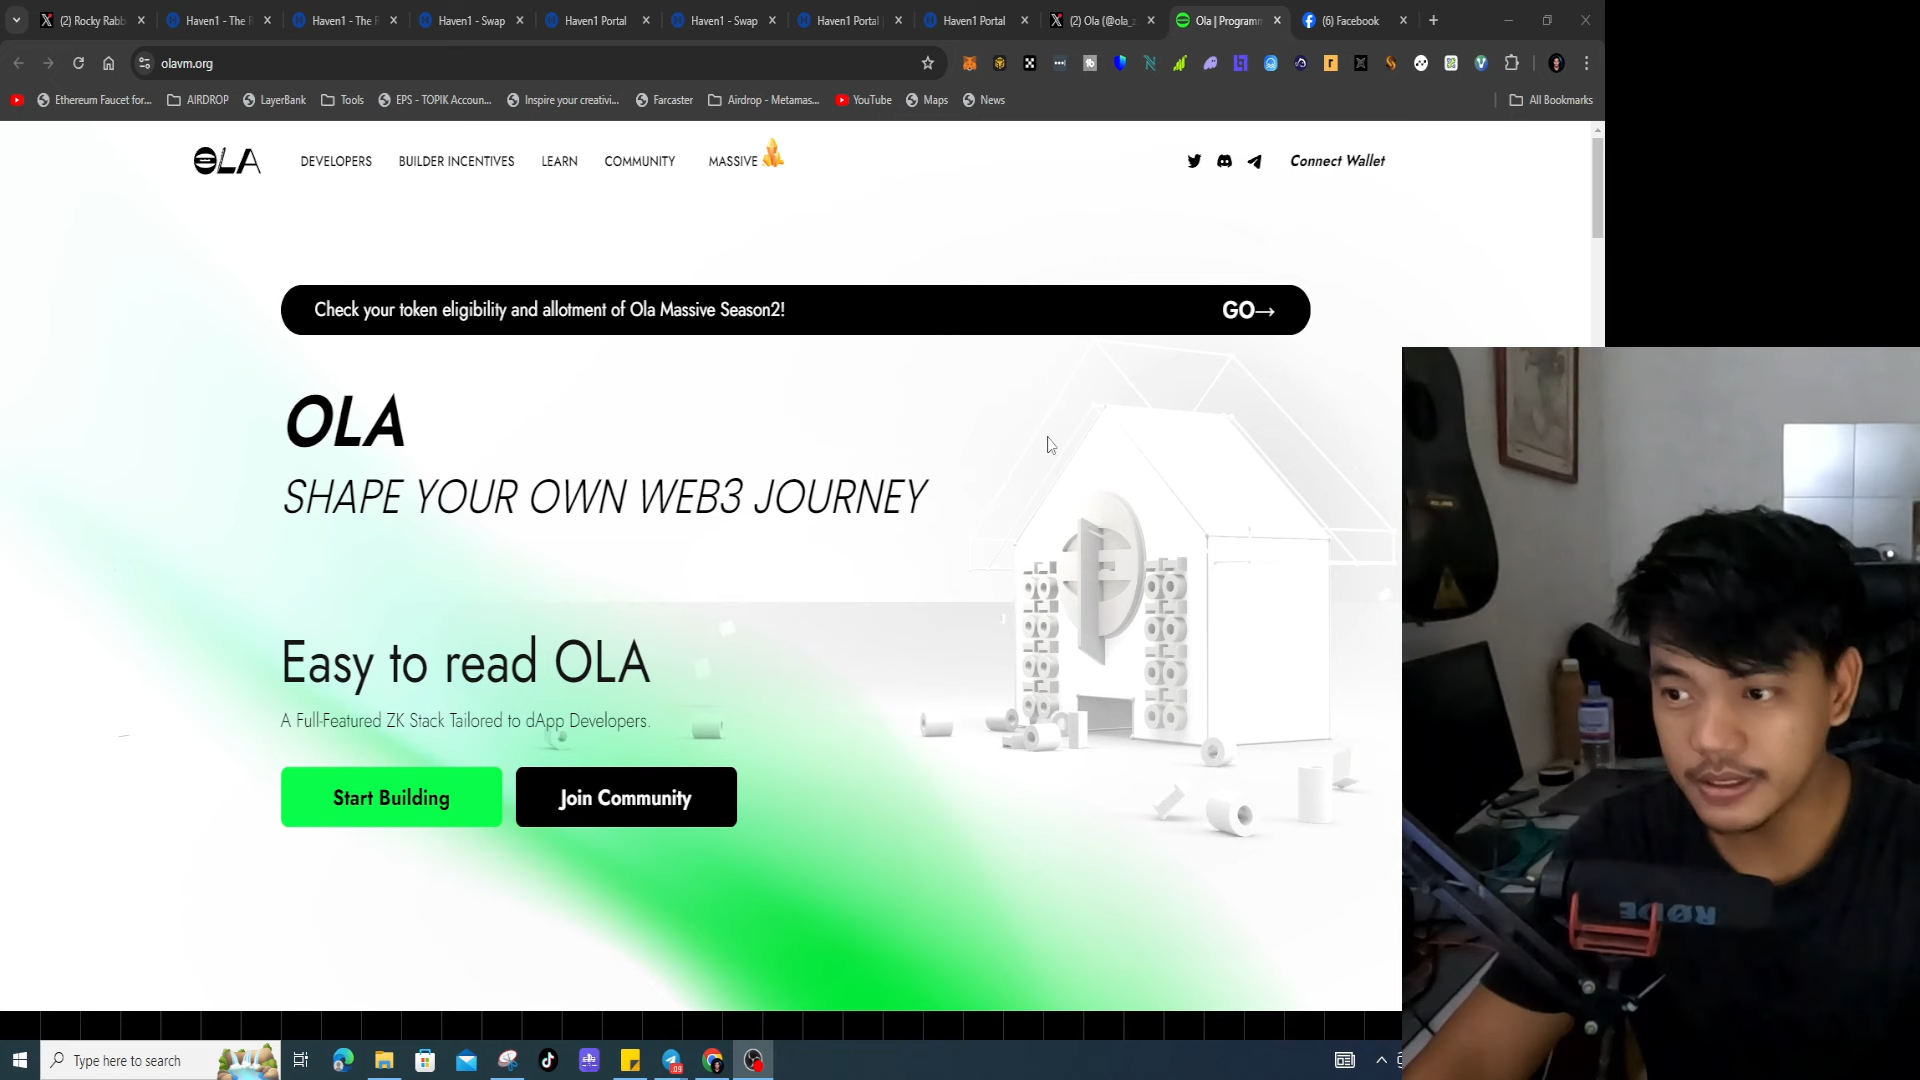 (2) Rocky Rabb
Haven1 - The R
Haven1 - The R
Haven1 - Swap
Haven1 Portal
Haven1 - Swap
Haven1 Portal
Haven1 Portal
(2) Ola (@ola_z
Ola | Programm
(6) Facebook
olavm.org
Ethereum Faucet for...
AIRDROP
LayerBank
Tools
EPS - TOPIK Accoun...
Inspire your creativi...
Farcaster
Airdrop - Metamas...
YouTube
Maps
News
All Bookmarks
OLA
DEVELOPERS
BUILDER INCENTIVES
LEARN
COMMUNITY
MASSIVE
Connect Wallet
Check your token eligibility and allotment of Ola Massive Season2!
GO→
OLA
SHAPE YOUR OWN WEB3 JOURNEY
Easy to read OLA
A Full-Featured ZK Stack Tailored to dApp Developers.
Start Building
Join Community
RØDE
Type here to search